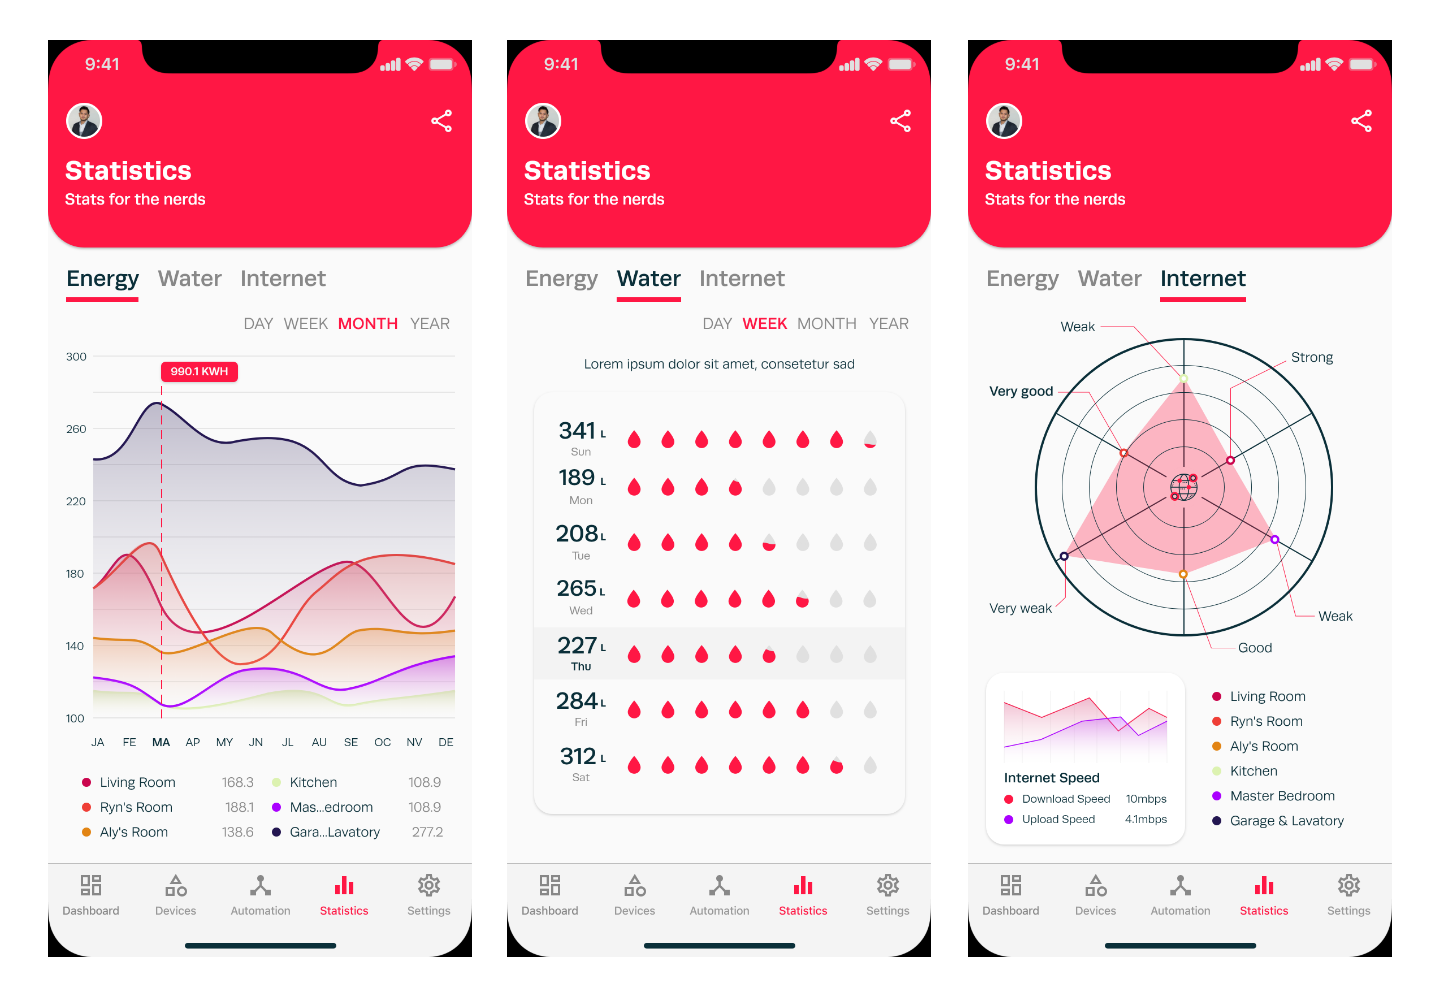 9:41
Statistics
Stats for the nerds
Energy Water Internet
DAY WEEK MONTH YEAR
300
990.1 KWH
260
220
180
140
100
JA FE MA AP MY JN JL AU SE OC NV DE
Living Room 168.3 Kitchen 108.9
Ryn's Room 188.1 Mas...edroom 108.9
Aly's Room 138.6 Gara...Lavatory 277.2
Dashboard Devices Automation Statistics Settings
9:41
Statistics
Stats for the nerds
Energy Water Internet
DAY WEEK MONTH YEAR
Lorem ipsum dolor sit amet, consetetur sad
341 L
Sun
189 L
Mon
208 L
Tue
265 L
Wed
227 L
Thu
284 L
Fri
312 L
Sat
Dashboard Devices Automation Statistics Settings
9:41
Statistics
Stats for the nerds
Energy Water Internet
Weak
Strong
Very good
Very weak
Weak
Good
Internet Speed
Download Speed 10mbps
Upload Speed 4.1mbps
Living Room
Ryn's Room
Aly's Room
Kitchen
Master Bedroom
Garage & Lavatory
Dashboard Devices Automation Statistics Settings